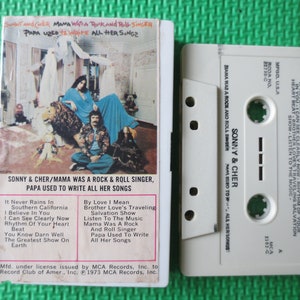 SONNY AND CHER MAMA WAS A ROCK AND ROLL SINGER
PAPA USED TO WRITE ALL HER SONGS
SONNY & CHER/MAMA WAS A ROCK & ROLL SINGER,
PAPA USED TO WRITE ALL HER SONGS
It Never Rains In
Southern California
I Believe In You
I Can See Clearly Now
Rhythm Of Your Heart
Beat
You Know Darn Well
The Greatest Show On
Earth
By Love I Mean
Brother Love's Traveling
Salvation Show
Listen To The Music
Mama Was A Rock
And Roll Singer
Papa Used To Write
All Her Songs
Mfd. under license issued by MCA Records, Inc. to
Record Club of Amer., Inc. ℗ 1973 MCA Records, Inc.
SONNY & CHER